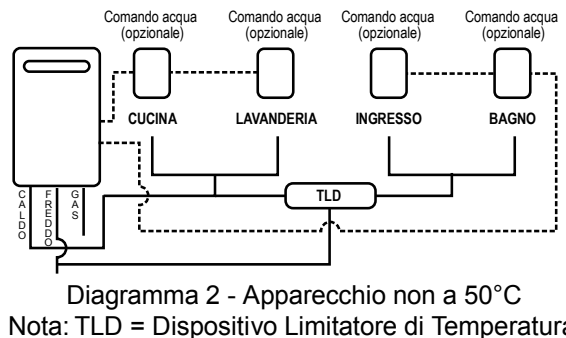 Comando acqua Comando acqua Comando acqua Comando acqua
(opzionale) (opzionale) (opzionale) (opzionale)
CUCINA LAVANDERIA INGRESSO BAGNO
TLD
CALDO FREDDO GAS
Diagramma 2 - Apparecchio non a 50°C
Nota: TLD = Dispositivo Limitatore di Temperatura